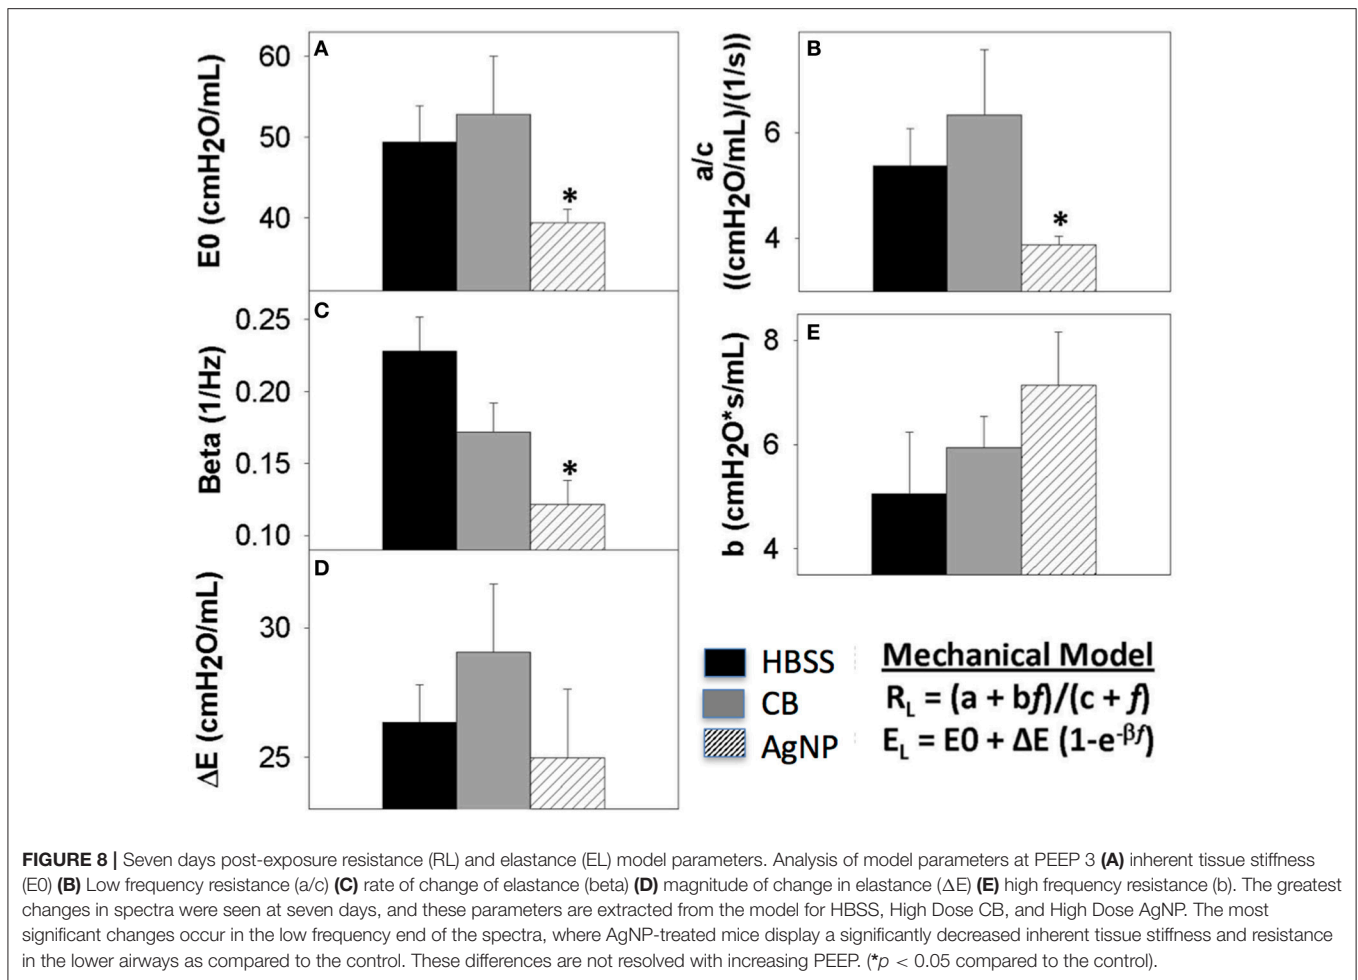 A
60
50
40
E0 (cmH2O/mL)
*
B
6
4
a/c
((cmH2O/mL)/(1/s))
*
C
0.25
0.20
0.15
0.10
Beta (1/Hz)
*
E
8
6
4
b (cmH2O*s/mL)
D
30
25
ΔE (cmH2O/mL)
HBSS
CB
AgNP
Mechanical Model
RL = (a + bf)/(c + f)
EL = E0 + ΔE (1-e-βf)
FIGURE 8 | Seven days post-exposure resistance (RL) and elastance (EL) model parameters. Analysis of model parameters at PEEP 3 (A) inherent tissue stiffness
(E0) (B) Low frequency resistance (a/c) (C) rate of change of elastance (beta) (D) magnitude of change in elastance (ΔE) (E) high frequency resistance (b). The greatest
changes in spectra were seen at seven days, and these parameters are extracted from the model for HBSS, High Dose CB, and High Dose AgNP. The most
significant changes occur in the low frequency end of the spectra, where AgNP-treated mice display a significantly decreased inherent tissue stiffness and resistance
in the lower airways as compared to the control. These differences are not resolved with increasing PEEP. (*p < 0.05 compared to the control).